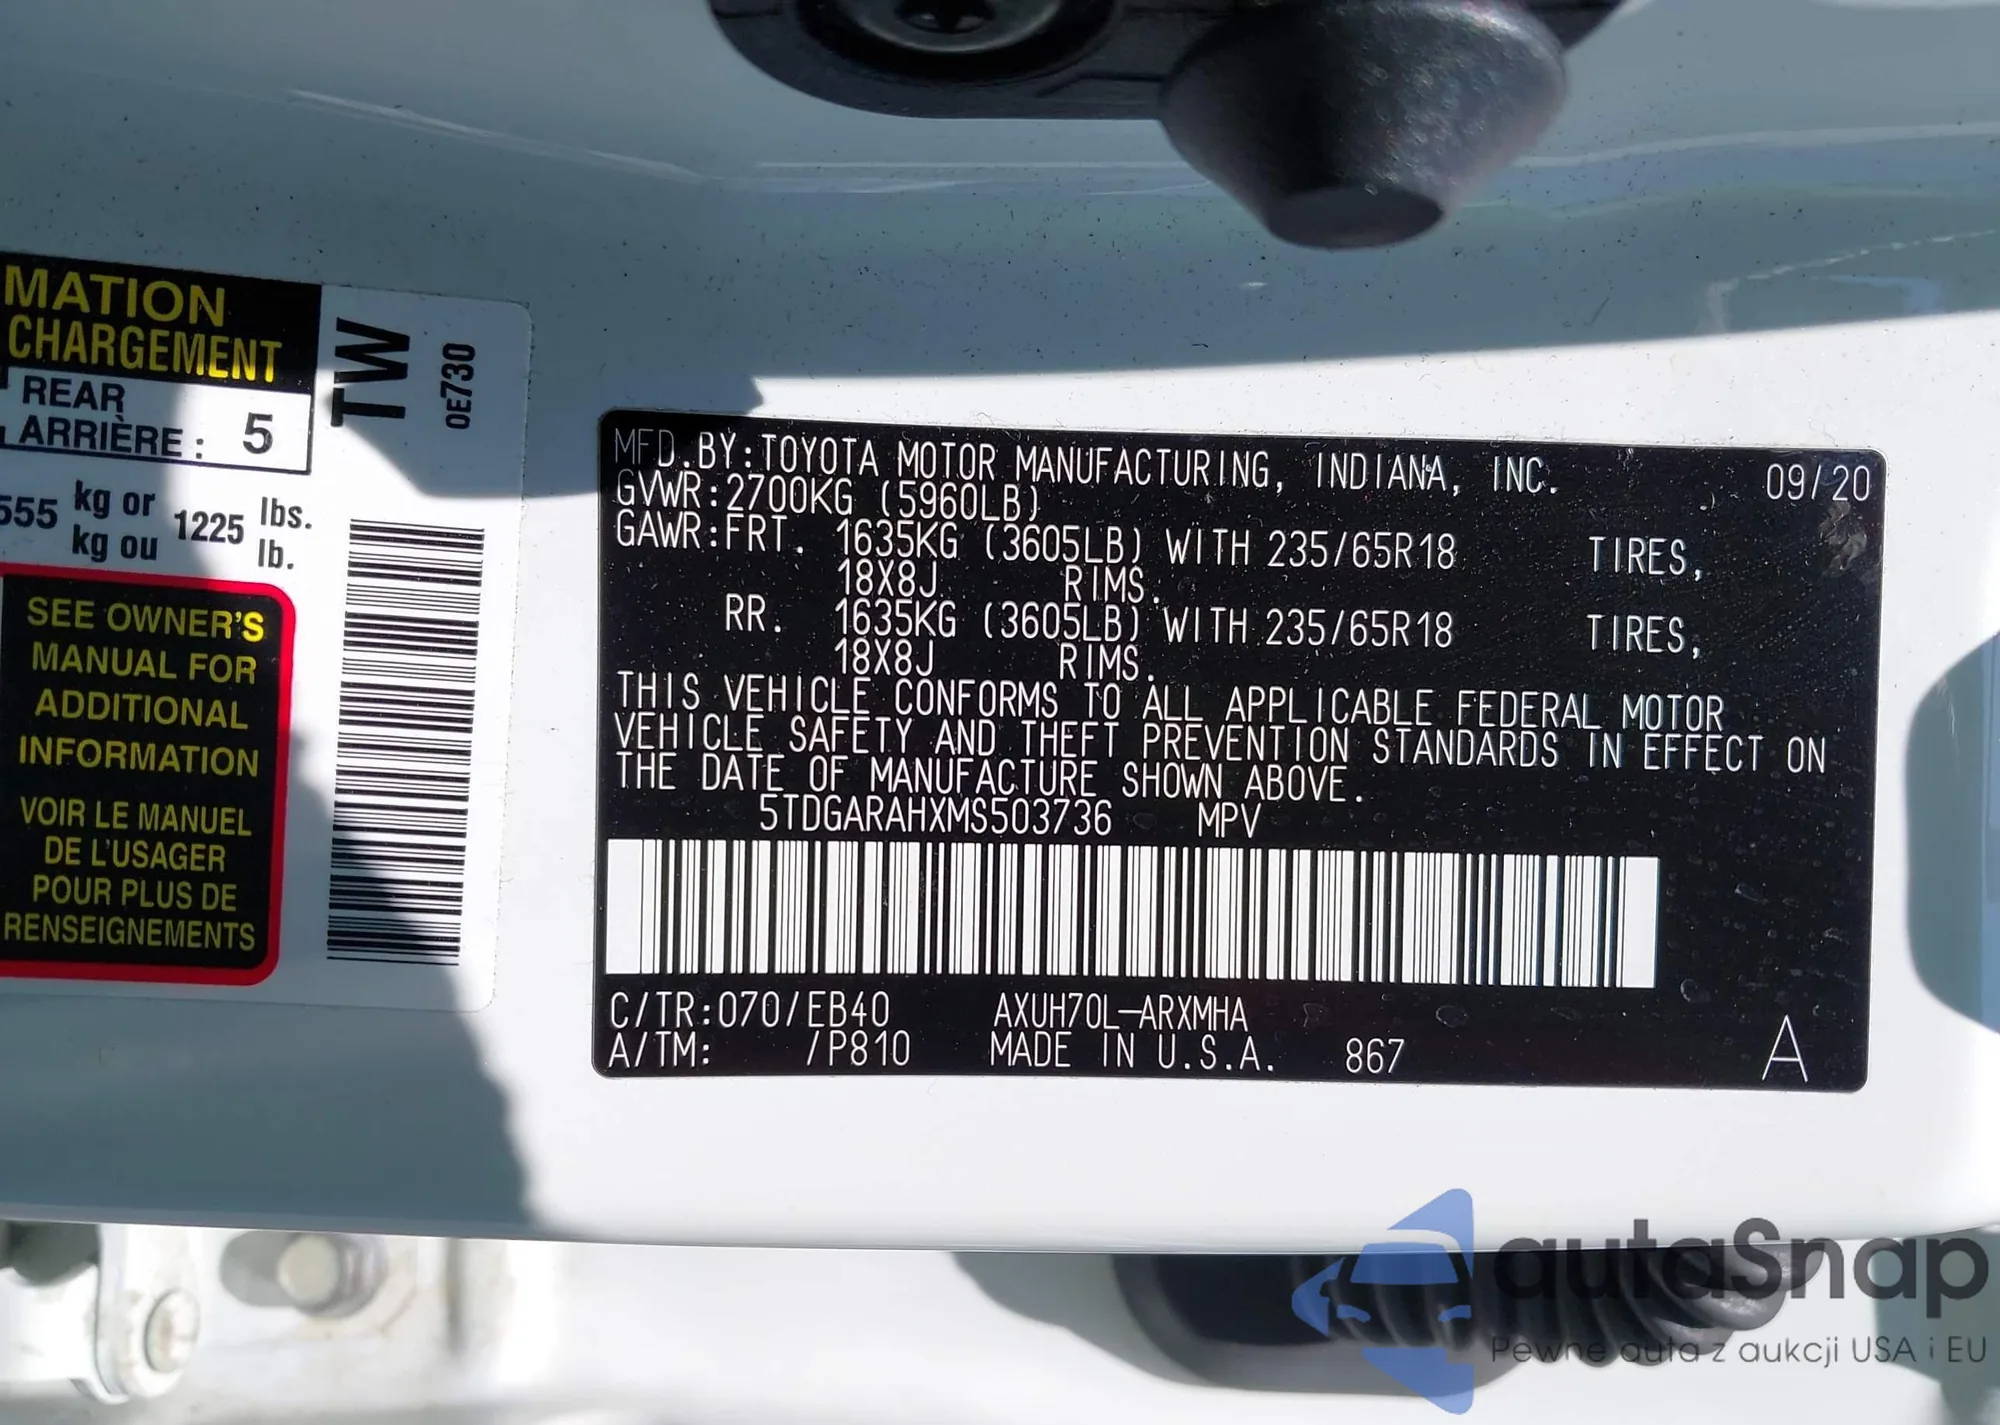 MATION
CHARGEMENT
REAR
ARRIÈRE : 5
555 kg or 1225 lbs.
kg ou lb.
SEE OWNER'S
MANUAL FOR
ADDITIONAL
INFORMATION
VOIR LE MANUEL
DE L'USAGER
POUR PLUS DE
RENSEIGNEMENTS
TW
0E730
MFD.BY:TOYOTA MOTOR MANUFACTURING, INDIANA, INC. 09/20
GVWR:2700KG (5960LB)
GAWR:FRT. 1635KG (3605LB) WITH 235/65R18 TIRES,
18X8J RIMS.
RR. 1635KG (3605LB) WITH 235/65R18 TIRES,
18X8J RIMS.
THIS VEHICLE CONFORMS TO ALL APPLICABLE FEDERAL MOTOR
VEHICLE SAFETY AND THEFT PREVENTION STANDARDS IN EFFECT ON
THE DATE OF MANUFACTURE SHOWN ABOVE.
5TDGARAHXMS503736 MPV
C/TR:070/EB40 AXUH70L-ARXMHA
A/TM: /P810 MADE IN U.S.A. 867 A
autaSnap
Pewne auta z aukcji USA i EU